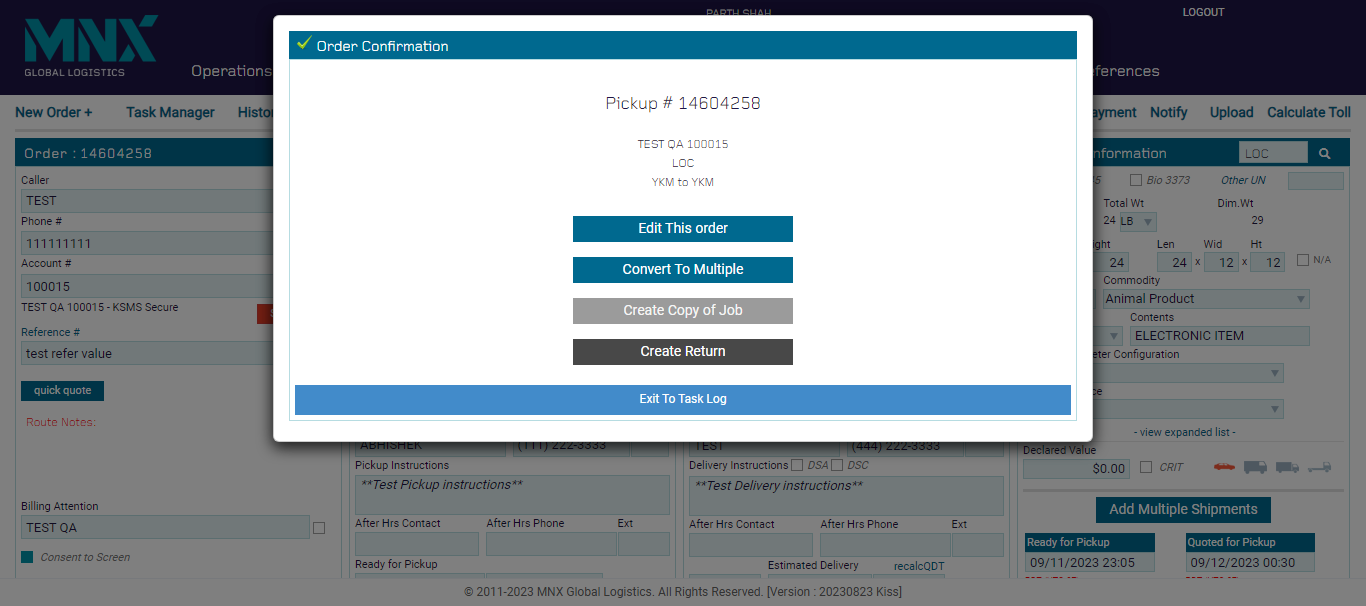 PARTH SHAH
LOGOUT
MNX
GLOBAL LOGISTICS
Operations
ferences
New Order +
Task Manager
Notify
Upload
Calculate Toll
Order Confirmation
Pickup # 14604258
TEST QA 100015
LOC
YKM to YKM
Edit This order
Convert To Multiple
Create Copy of Job
Create Return
Exit To Task Log
Order : 14604258
Caller
TEST
Phone #
111111111
Account #
100015
TEST QA 100015 - KSMS Secure
Reference #
test refer value
quick quote
Route Notes:
Billing Attention
TEST QA
Consent to Screen
ABHISHEK
(111) 222-3333
Pickup Instructions
**Test Pickup instructions**
After Hrs Contact
After Hrs Phone
Ext
Ready for Pickup
TEST
(444) 222-3333
Delivery Instructions
DSA
DSC
**Test Delivery instructions**
After Hrs Contact
After Hrs Phone
Ext
Estimated Delivery
recalcQDT
nformation
LOC
Bio 3373
Other UN
Total Wt
Dim.Wt
24
LB
29
Len
Wid
Ht
24
24 x 12 x 12
N/A
Commodity
Animal Product
Contents
ELECTRONIC ITEM
eter Configuration
- view expanded list -
Declared Value
$0.00
CRIT
Add Multiple Shipments
Ready for Pickup
Quoted for Pickup
09/11/2023 23:05
09/12/2023 00:30
© 2011-2023 MNX Global Logistics. All Rights Reserved. [Version : 20230823 Kiss]